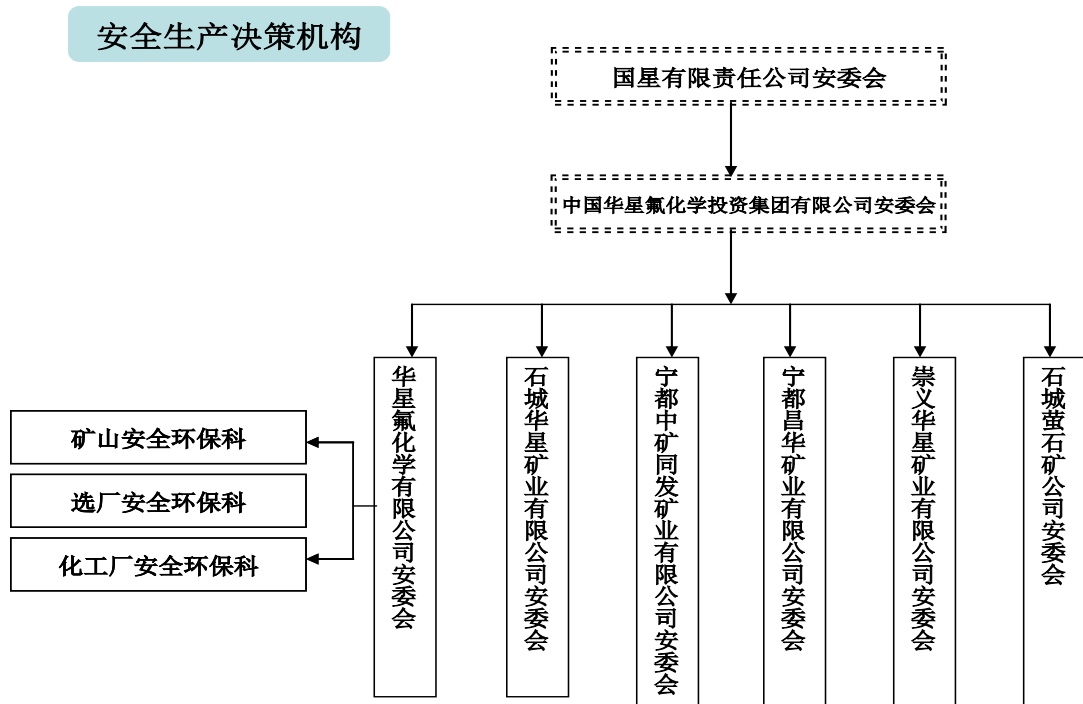 安全生产决策机构
国星有限责任公司安委会
中国华星氟化学投资集团有限公司安委会
华星氟化学有限公司安委会
石城华星矿业有限公司安委会
宁都中矿同发矿业有限公司安委会
宁都昌华矿业有限公司安委会
崇义华星矿业有限公司安委会
石城萤石矿公司安委会
矿山安全环保科
选厂安全环保科
化工厂安全环保科